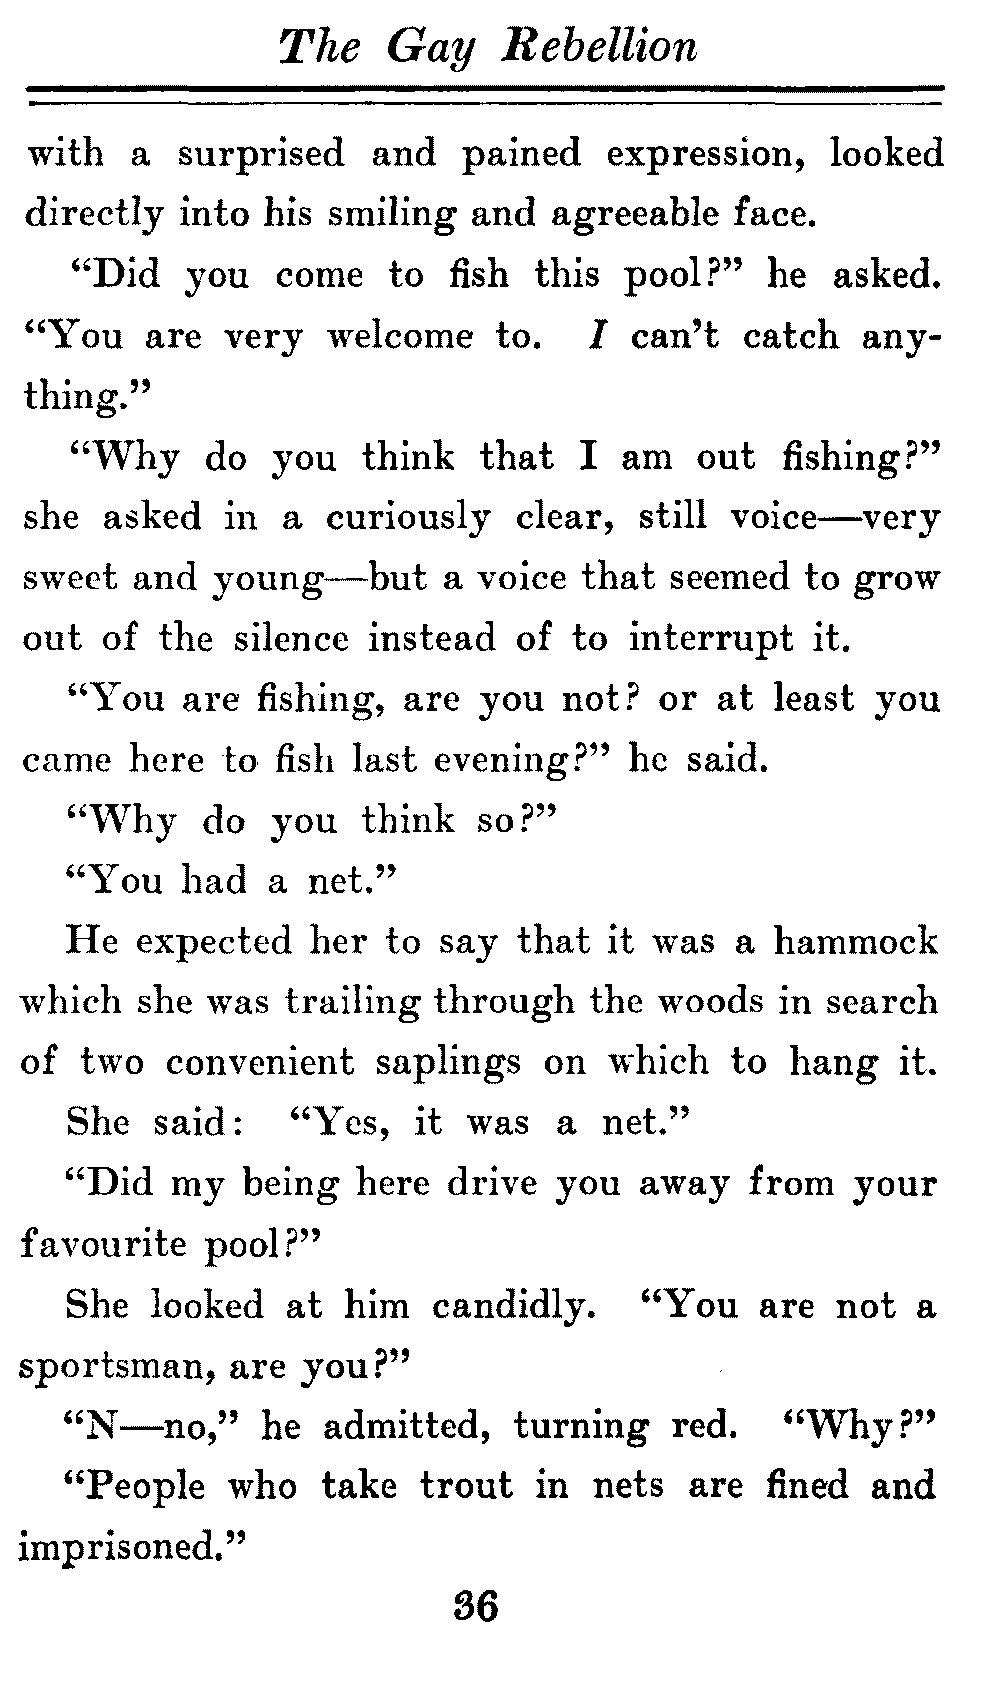 The Gay Rebellion
with a surprised and pained expression, looked
directly into his smiling and agreeable face.
“Did you come to fish this pool?” he asked.
“You are very welcome to. I can’t catch any-
thing.”
“Why do you think that I am out fishing?”
she asked in a curiously clear, still voice—very
sweet and young—but a voice that seemed to grow
out of the silence instead of to interrupt it.
“You are fishing, are you not? or at least you
came here to fish last evening?” he said.
“Why do you think so?”
“You had a net.”
He expected her to say that it was a hammock
which she was trailing through the woods in search
of two convenient saplings on which to hang it.
She said: “Yes, it was a net.”
“Did my being here drive you away from your
favourite pool?”
She looked at him candidly. “You are not a
sportsman, are you?”
“N—no,” he admitted, turning red. “Why?”
“People who take trout in nets are fined and
imprisoned.”
36